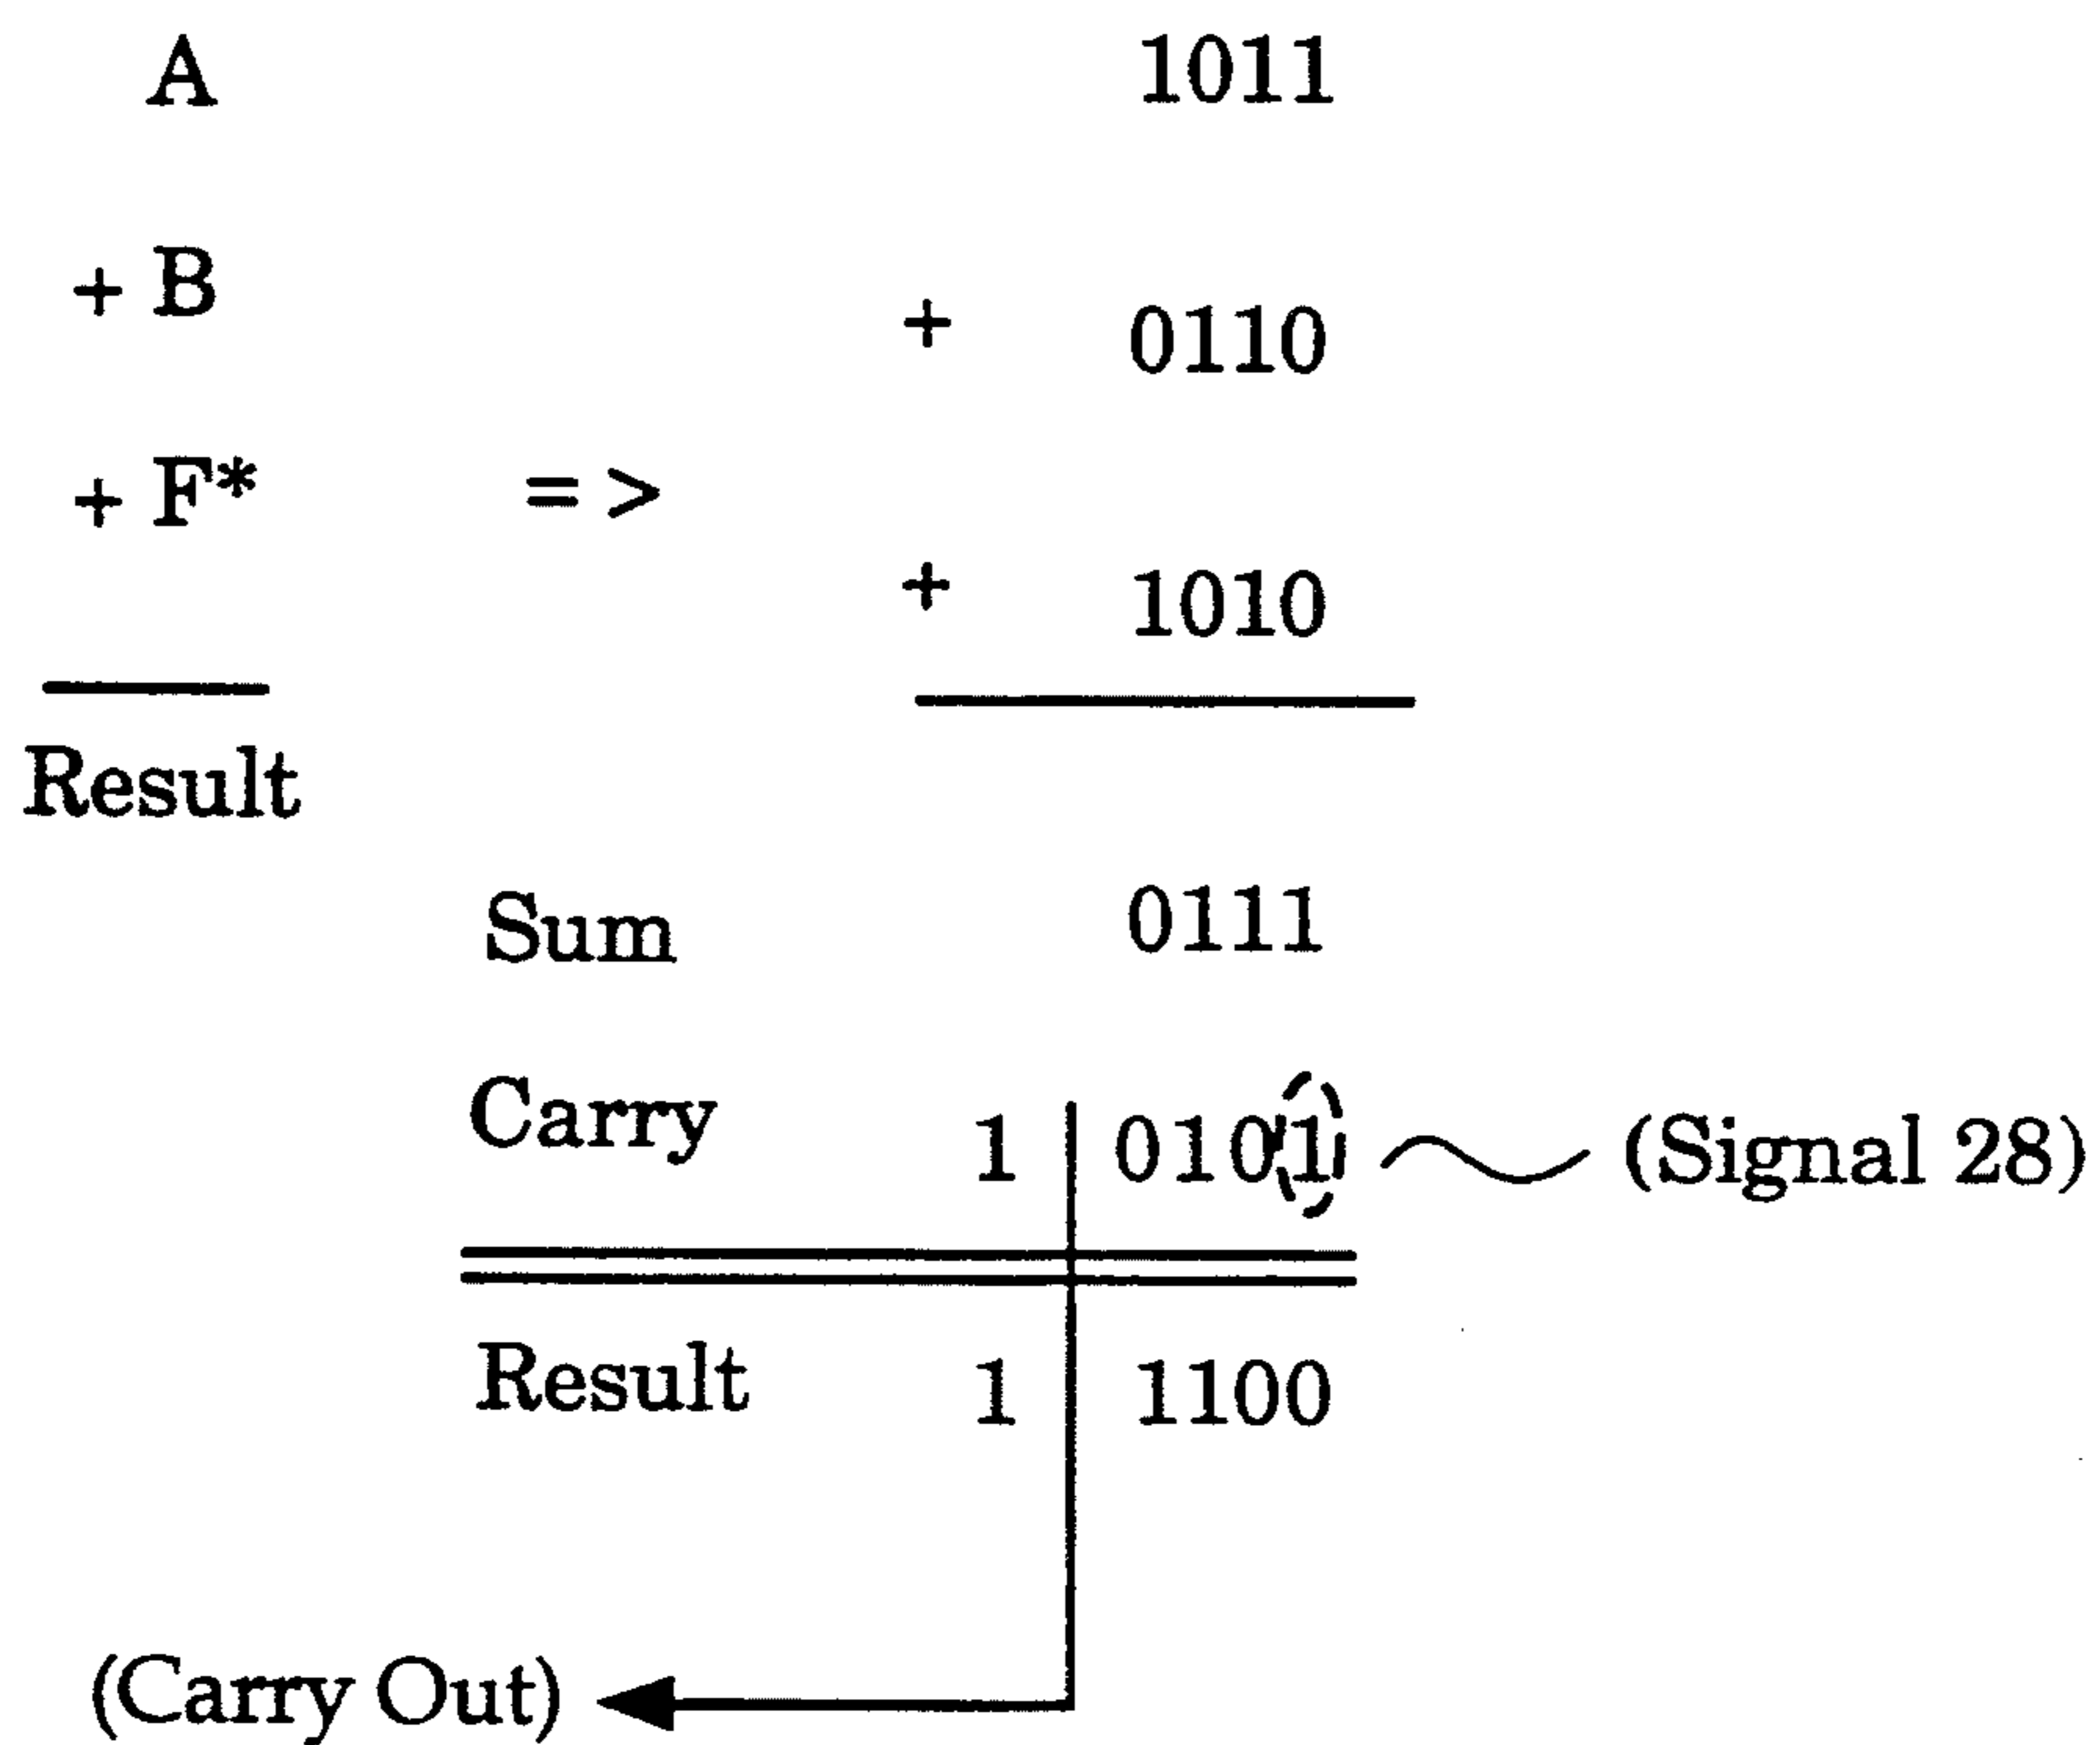 A 1011
+ B + 0110
+ F* => + 1010
Result
Sum 0111
Carry 1 0101 (Signal 28)
Result 1 1100
(Carry Out)